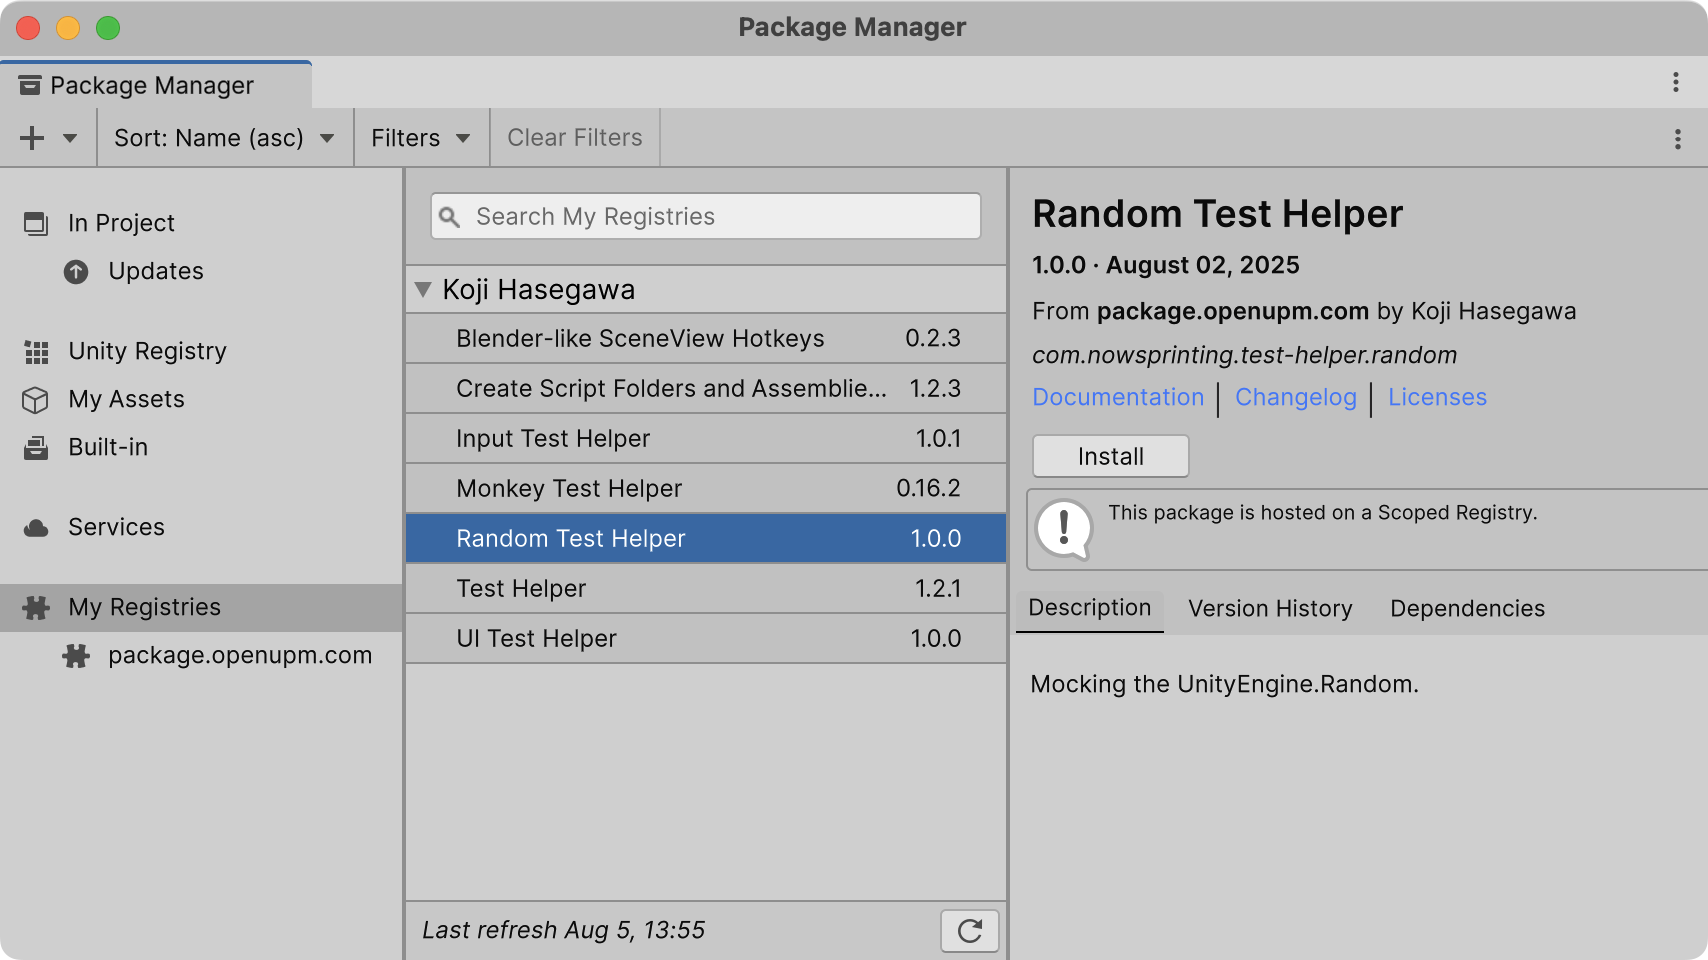 Package Manager
Package Manager
Sort: Name (asc)
Filters
Clear Filters
In Project
Updates
Unity Registry
My Assets
Built-in
Services
My Registries
package.openupm.com
Search My Registries
Koji Hasegawa
Blender-like SceneView Hotkeys 0.2.3
Create Script Folders and Assemblie... 1.2.3
Input Test Helper 1.0.1
Monkey Test Helper 0.16.2
Random Test Helper 1.0.0
Test Helper 1.2.1
UI Test Helper 1.0.0
Last refresh Aug 5, 13:55
Random Test Helper
1.0.0 · August 02, 2025
From package.openupm.com by Koji Hasegawa
com.nowsprinting.test-helper.random
Documentation | Changelog | Licenses
Install
This package is hosted on a Scoped Registry.
Description Version History Dependencies
Mocking the UnityEngine.Random.